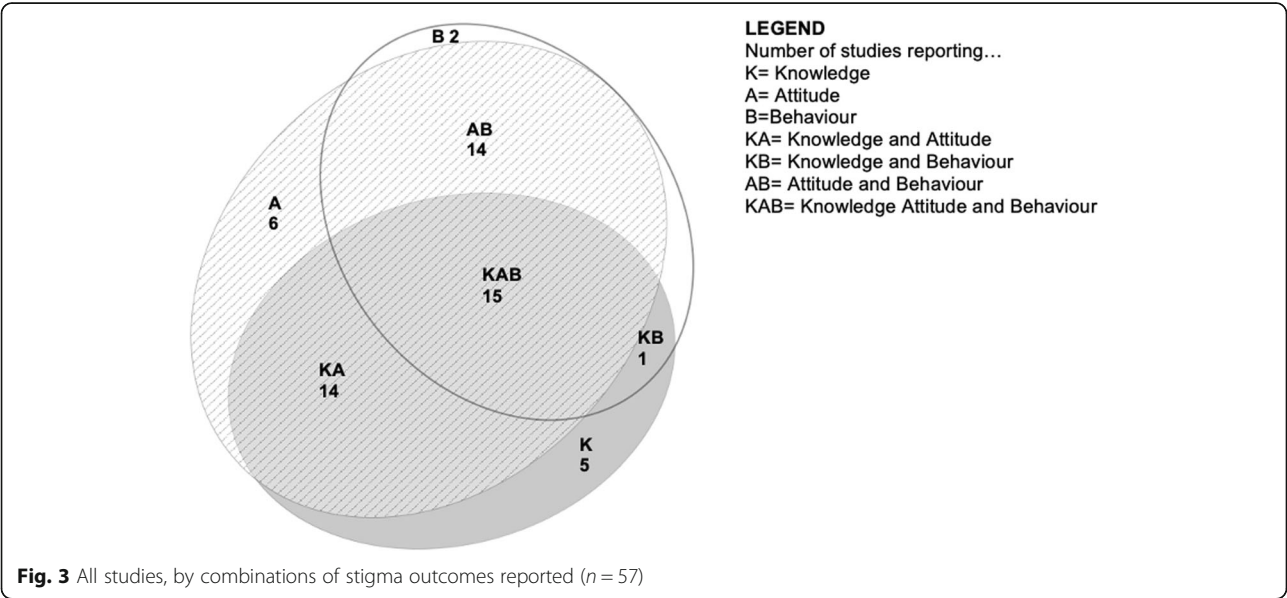 B 2
AB
14
A
6
KAB
15
KB
1
KA
14
K
5
LEGEND
Number of studies reporting...
K= Knowledge
A= Attitude
B=Behaviour
KA= Knowledge and Attitude
KB= Knowledge and Behaviour
AB= Attitude and Behaviour
KAB= Knowledge Attitude and Behaviour
Fig. 3 All studies, by combinations of stigma outcomes reported (n = 57)